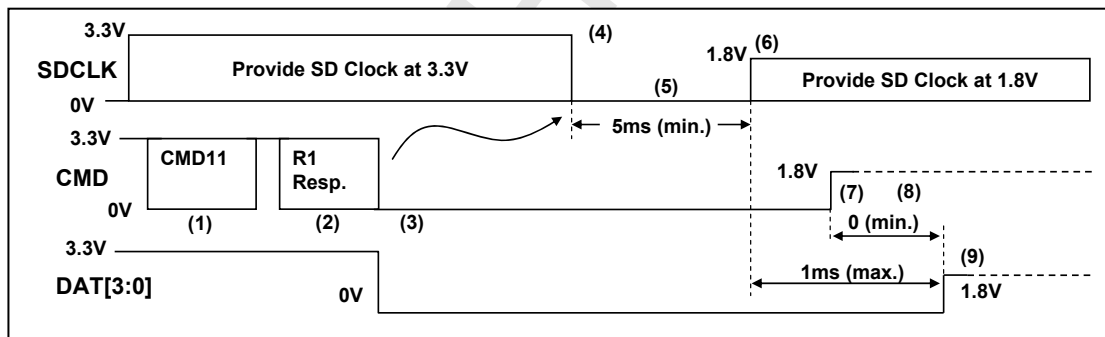 3.3V
(4)
(6)
1.8V
SDCLK
Provide SD Clock at 3.3V
Provide SD Clock at 1.8V
(5)
0V
5ms (min.)
3.3V
CMD11
R1
Resp.
CMD
1.8V
(7)
(8)
0V
(1)
(2)
(3)
0 (min.)
3.3V
(9)
1ms (max.)
DAT[3:0]
0V
1.8V